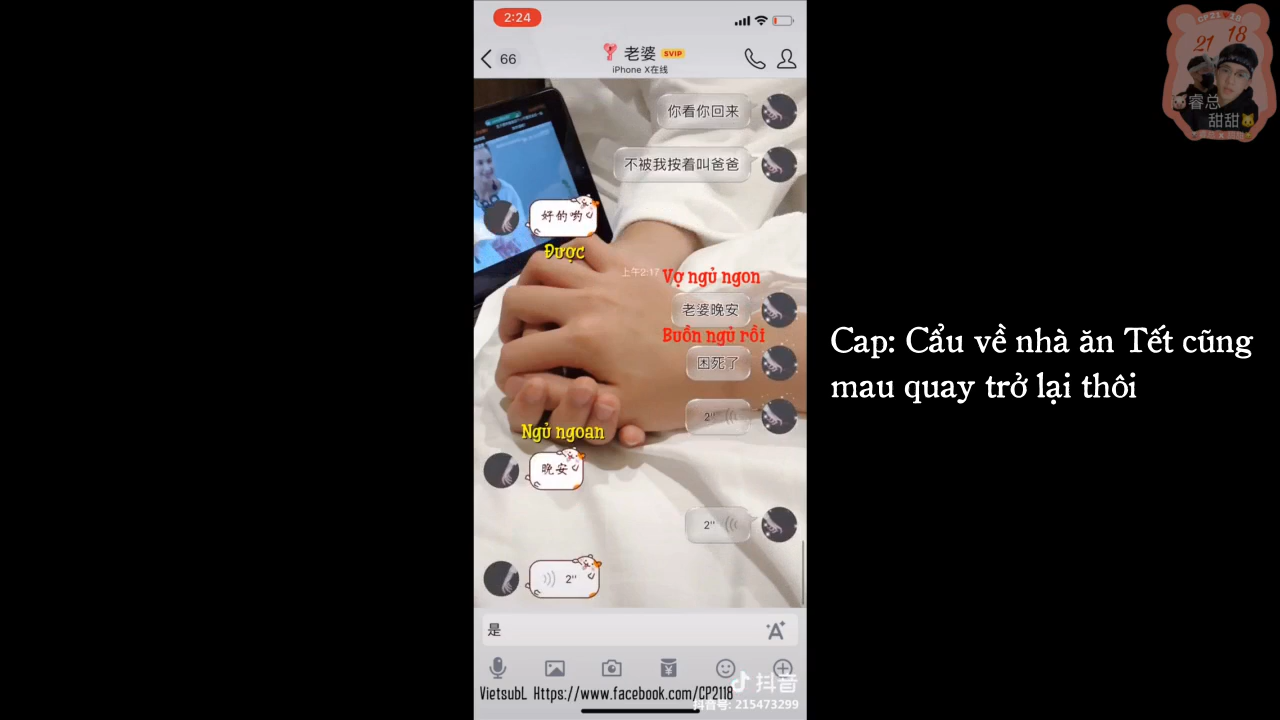 2:24
66
老婆 SVIP
iPhone X在线
你看你回来
不被我按着叫爸爸
好的哟
Được
上午2:17
Vợ ngủ ngon
老婆晚安
Buồn ngủ rồi
困死了
2"
Ngủ ngoan
晚安
2"
2"
是
VietsubL Https://www.facebook.com/CP2118
抖音
抖音号: 215473299
Cap: Cẩu về nhà ăn Tết cũng
mau quay trở lại thôi
CP2118
21 18
睿总
甜甜